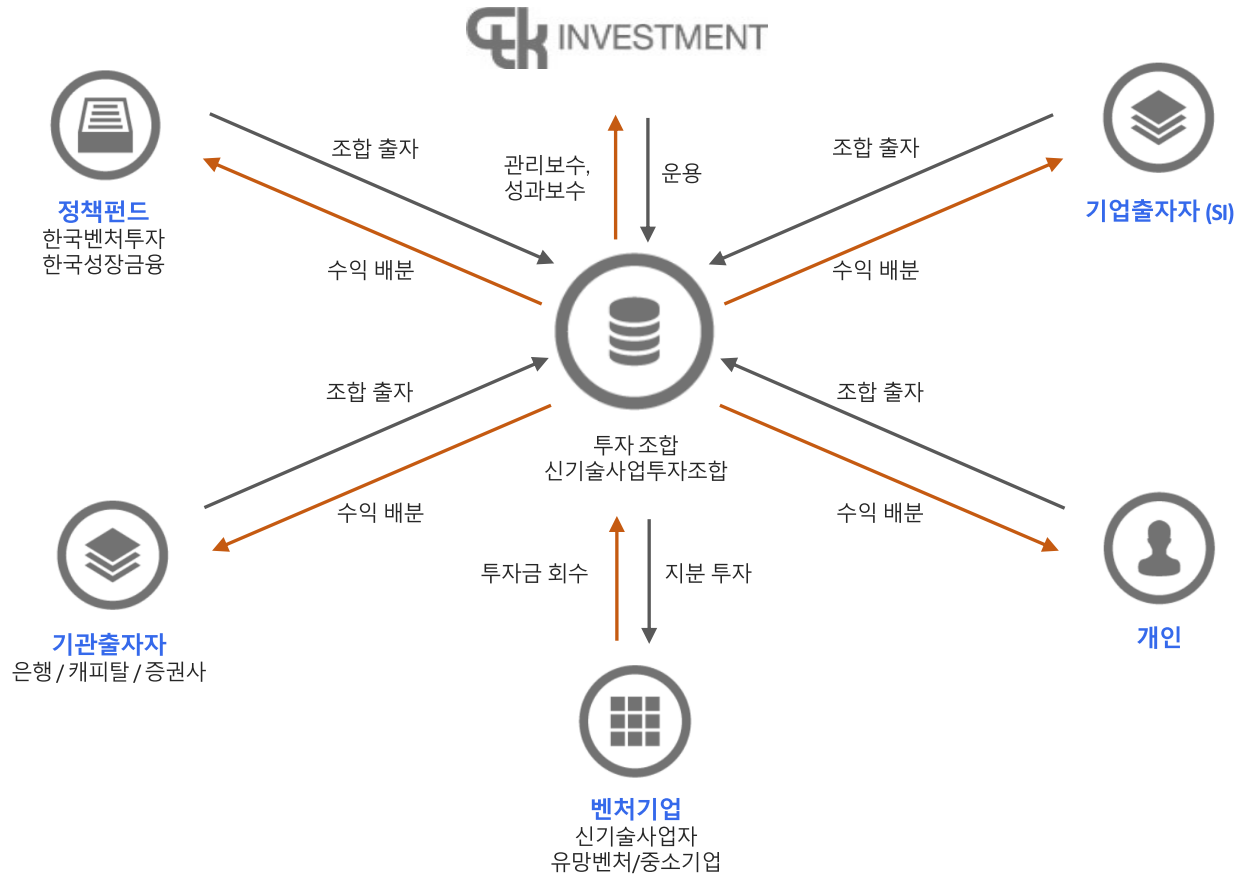 ctk INVESTMENT
조합 출자
관리보수,
성과보수
운용
조합 출자
정책펀드
한국벤처투자
한국성장금융
기업출자자 (SI)
수익 배분
수익 배분
조합 출자
조합 출자
투자 조합
신기술사업투자조합
수익 배분
수익 배분
투자금 회수
지분 투자
기관출자자
은행 / 캐피탈 / 증권사
개인
벤처기업
신기술사업자
유망벤처/중소기업